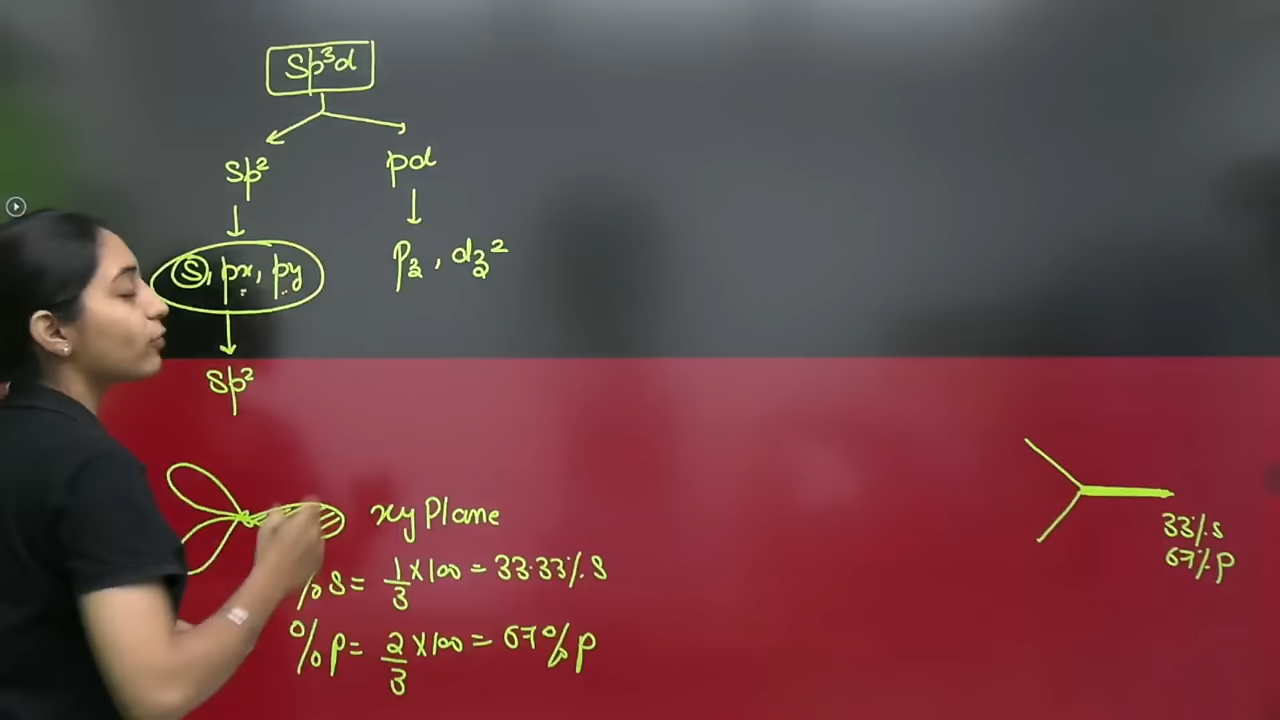 sp³d
sp² pd
s, px, py pz, dz²
sp²
xy Plane
%s = 1/3 × 100 = 33.33% s
%p = 2/3 × 100 = 67% p
33% s
67% p